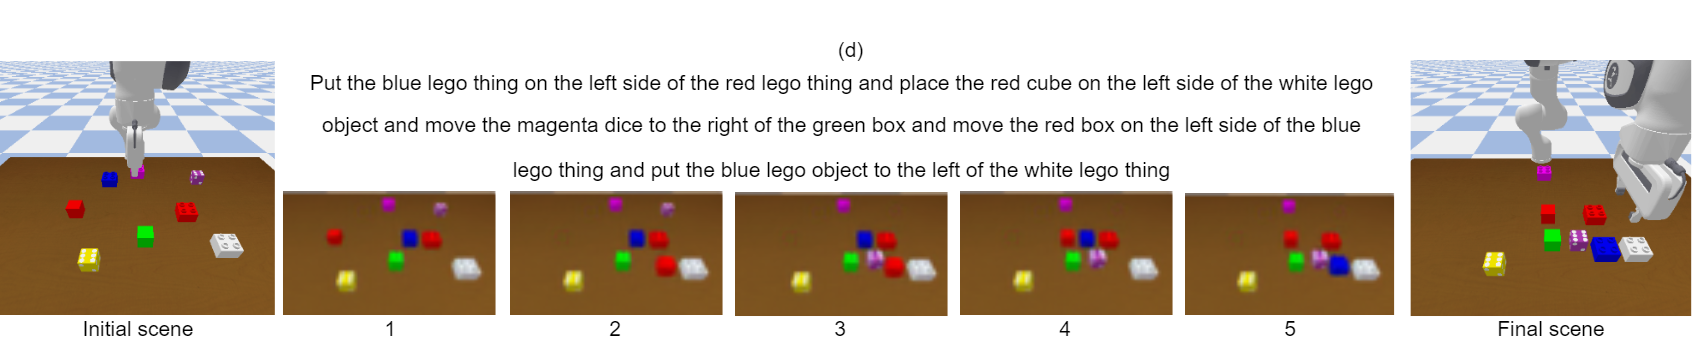 (d)
Put the blue lego thing on the left side of the red lego thing and place the red cube on the left side of the white lego
object and move the magenta dice to the right of the green box and move the red box on the left side of the blue
lego thing and put the blue lego object to the left of the white lego thing
Initial scene
1
2
3
4
5
Final scene